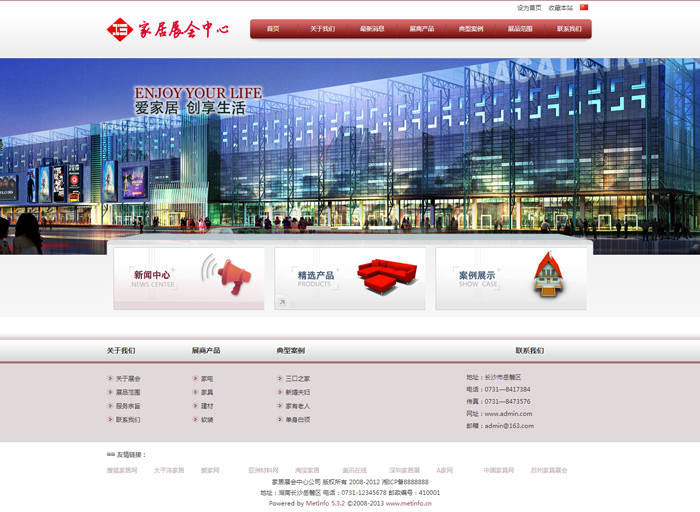 设为首页 收藏本站
家居展会中心
首页 关于我们 最新消息 展商产品 典型案例 展品范围 联系我们
ENJOY YOUR LIFE
爱家居 创享生活
新闻中心
NEWS CENTER
精选产品
PRODUCTS
案例展示
SHOW CASE
关于我们 展商产品 典型案例 联系我们
关于展会 家电 三口之家
展品范围 家具 新婚夫妇
服务宗旨 建材 家有老人
联系我们 软装 单身白领
地址：长沙市岳麓区
电话：0731—8417384
传真：0731—8473576
网址：www.admin.com
邮箱：admin@163.com
友情链接：
搜狐家居网 太平洋家居 爱家网 亚洲材料网 淘宝家居 直讯在线 深圳家居展 A家网 中国家具网 苏州家具展会
家居展会中心公司 版权所有 2008-2012 湘ICP备8888888
地址：湖南长沙岳麓区 电话：0731-12345678 邮政编号：410001
Powered by MetInfo 5.3.2 ©2008-2013 www.metinfo.cn